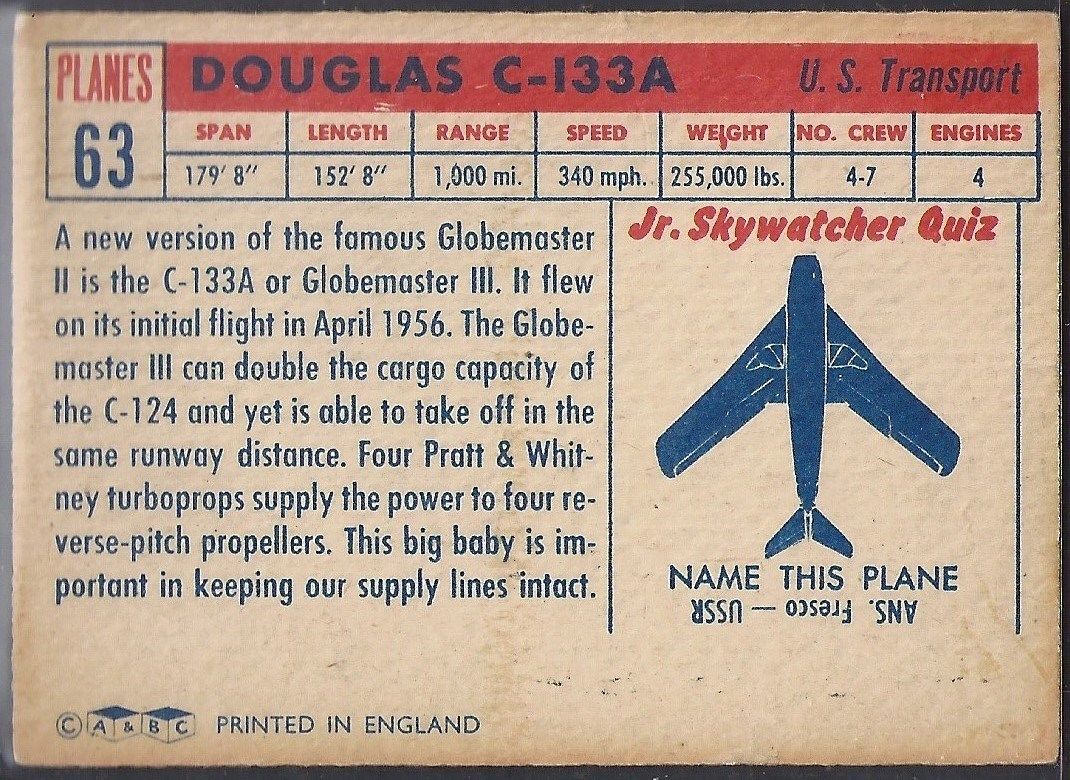 PLANES
63
DOUGLAS C-133A
U. S. Transport
SPAN LENGTH RANGE SPEED WEIGHT NO. CREW ENGINES
179' 8" 152' 8" 1,000 mi. 340 mph. 255,000 lbs. 4-7 4
A new version of the famous Globemaster
II is the C-133A or Globemaster III. It flew
on its initial flight in April 1956. The Globe-
master III can double the cargo capacity of
the C-124 and yet is able to take off in the
same runway distance. Four Pratt & Whit-
ney turboprops supply the power to four re-
verse-pitch propellers. This big baby is im-
portant in keeping our supply lines intact.
Jr. Skywatcher Quiz
NAME THIS PLANE
ANS. Fresco — USSR
© A & B C PRINTED IN ENGLAND